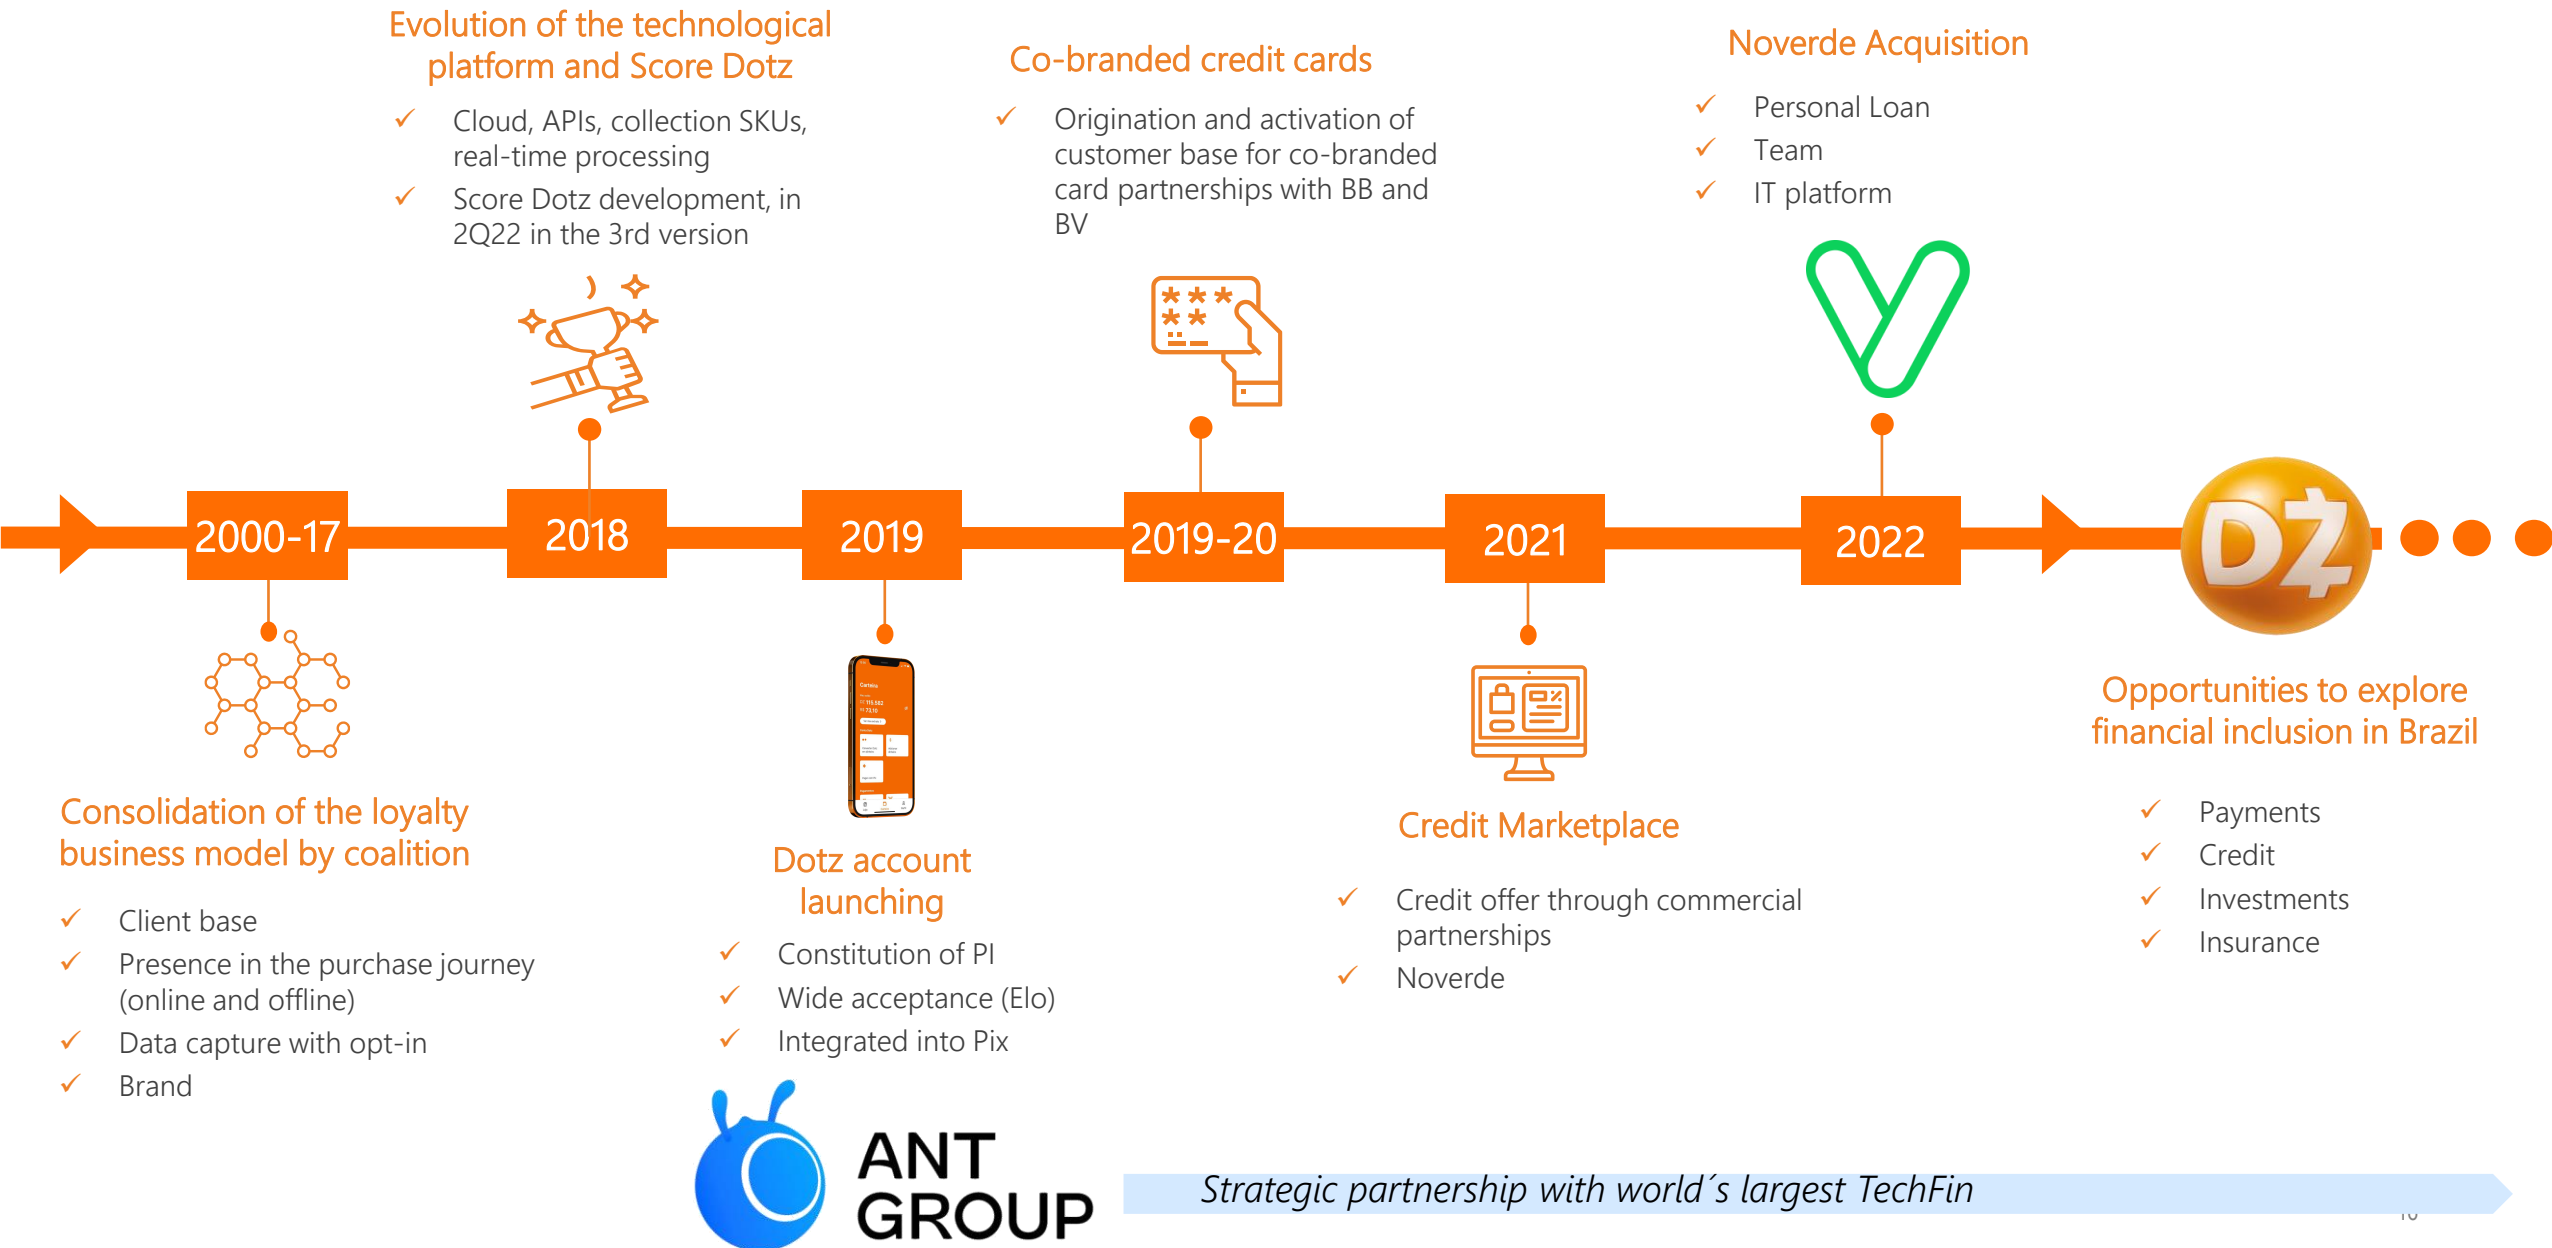 Evolution of the technological
platform and Score Dotz
Cloud, APIs, collection SKUs,
real-time processing
Score Dotz development, in
2Q22 in the 3rd version
Co-branded credit cards
Origination and activation of
customer base for co-branded
card partnerships with BB and
BV
Noverde Acquisition
Personal Loan
Team
IT platform
2000-17
2018
2019
2019-20
2021
2022
DZ
Consolidation of the loyalty
business model by coalition
Client base
Presence in the purchase journey
(online and offline)
Data capture with opt-in
Brand
Carteira
115.982
73,10
Dotz account
launching
Constitution of PI
Wide acceptance (Elo)
Integrated into Pix
Credit Marketplace
Credit offer through commercial
partnerships
Noverde
Opportunities to explore
financial inclusion in Brazil
Payments
Credit
Investments
Insurance
ANT
GROUP
Strategic partnership with world´s largest TechFin